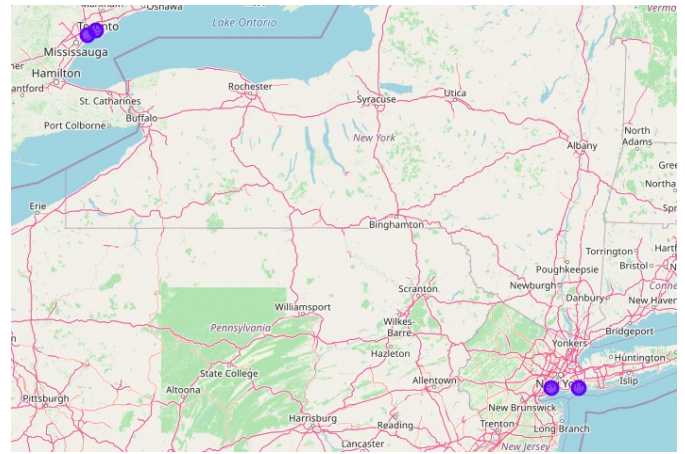 Oshawa
Toronto
Lake Ontario
Vermo
Mississauga
Hamilton
antford
St. Catharines
Rochester
Syracuse
Utica
Port Colborne
Buffalo
New York
North
Adams
Albany
Gree
Northa
Erie
Spr
Binghamton
Torrington
Hartf
Poughkeepsie
Bristol
Newburgh
Conne
Scranton
Danbury
New Haven
Williamsport
Wilkes-
Barre
Bridgeport
Pennsylvania
Yonkers
Hazleton
Huntington
State College
Altoona
Allentown
New York
Islip
Pittsburgh
New Brunswick
Harrisburg
Reading
Trenton
Long Branch
Lancaster
New Jersey